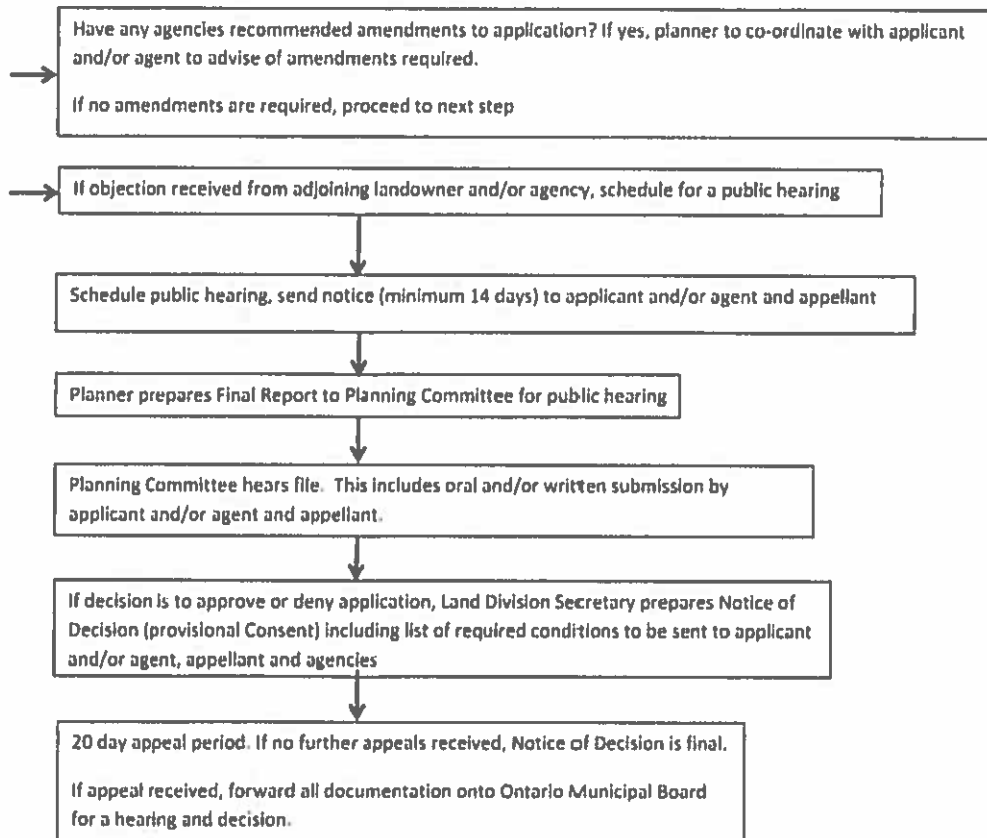 Have any agencies recommended amendments to application? If yes, planner to co-ordinate with applicant
and/or agent to advise of amendments required.
If no amendments are required, proceed to next step
If objection received from adjoining landowner and/or agency, schedule for a public hearing
Schedule public hearing, send notice (minimum 14 days) to applicant and/or agent and appellant
Planner prepares Final Report to Planning Committee for public hearing
Planning Committee hears file. This includes oral and/or written submission by
applicant and/or agent and appellant.
If decision is to approve or deny application, Land Division Secretary prepares Notice of
Decision (provisional Consent) including list of required conditions to be sent to applicant
and/or agent, appellant and agencies
20 day appeal period. If no further appeals received, Notice of Decision is final.
If appeal received, forward all documentation onto Ontario Municipal Board
for a hearing and decision.